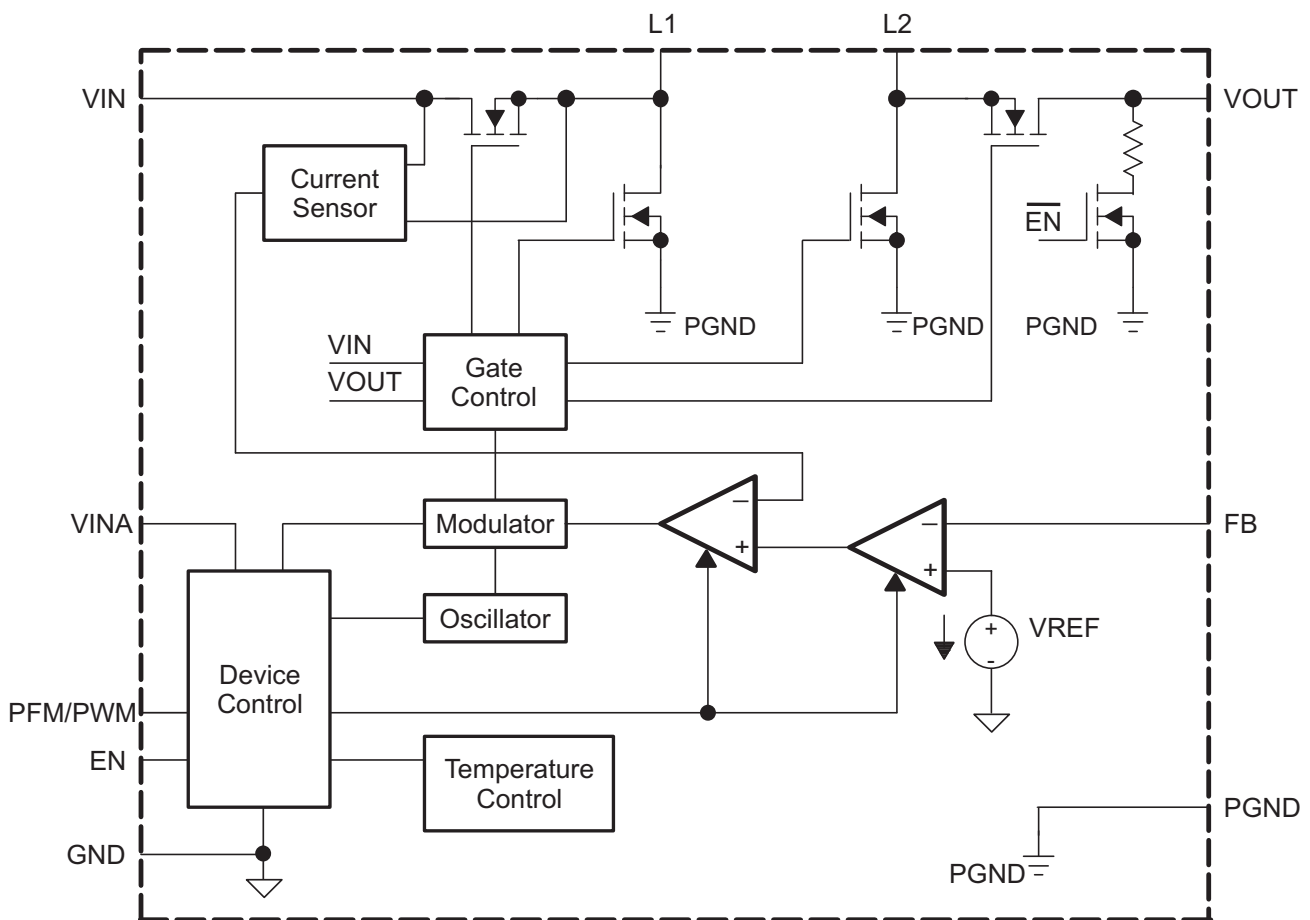 L1
L2
VIN
VOUT
Current
Sensor
E̅N̅
PGND
PGND
PGND
VIN
VOUT
Gate
Control
VINA
Modulator
−
+
−
+
FB
Oscillator
+
-
VREF
Device
Control
PFM/PWM
EN
Temperature
Control
PGND
GND
PGND